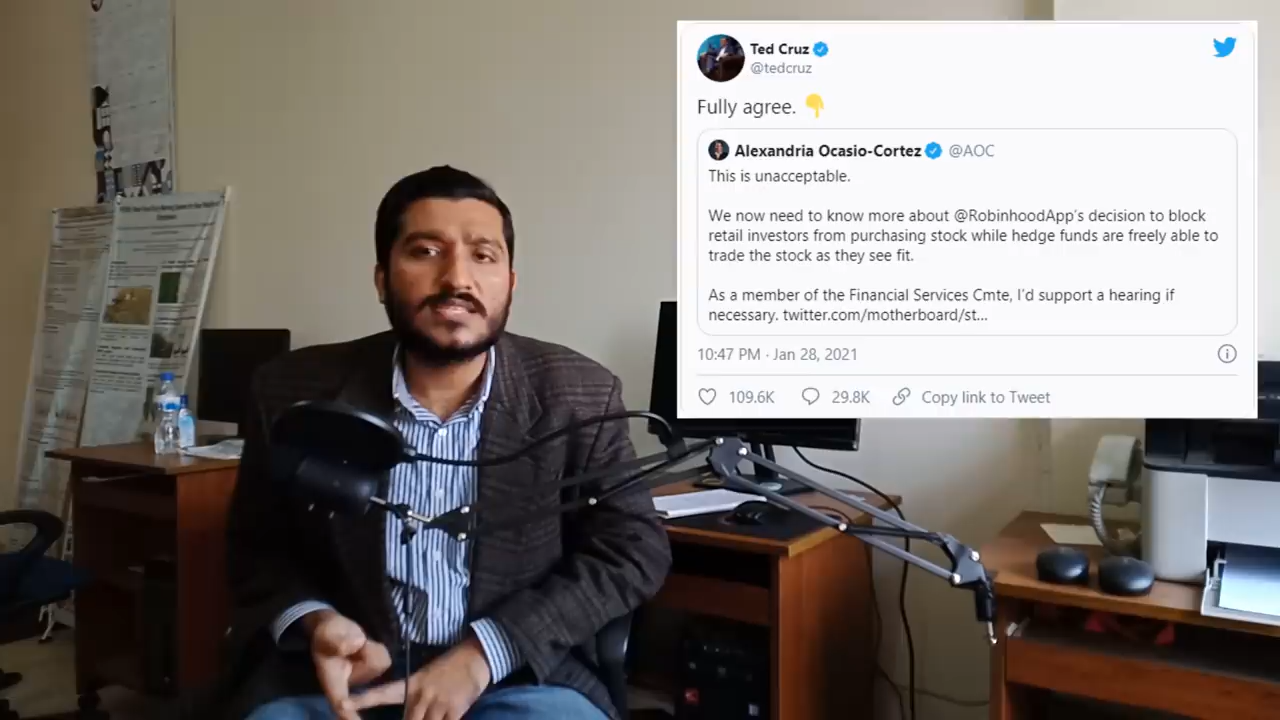 Ted Cruz
@tedcruz
Fully agree. 👇
Alexandria Ocasio-Cortez @AOC
This is unacceptable.
We now need to know more about @RobinhoodApp's decision to block
retail investors from purchasing stock while hedge funds are freely able to
trade the stock as they see fit.
As a member of the Financial Services Cmte, I'd support a hearing if
necessary. twitter.com/motherboard/st...
10:47 PM · Jan 28, 2021
109.6K 29.8K Copy link to Tweet